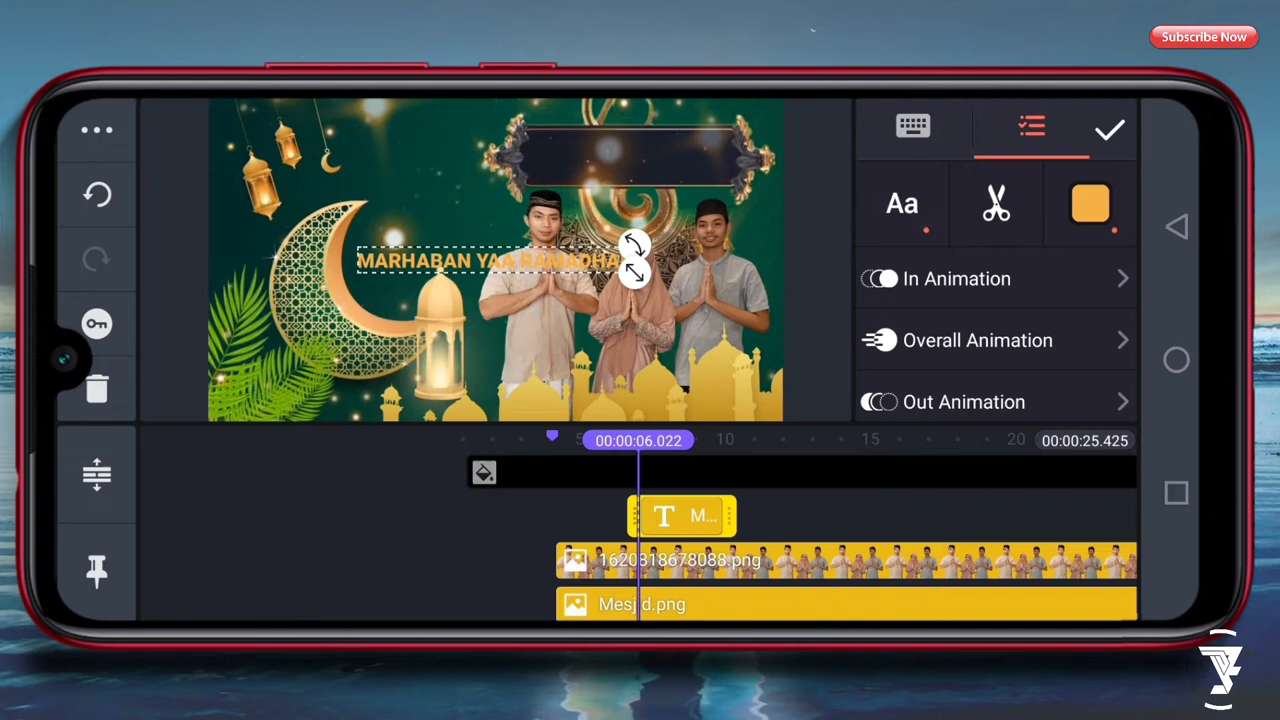 Subscribe Now
MARHABAN YAA RAMADHA
Aa
In Animation
Overall Animation
Out Animation
5
00:00:06.022
10
15
20
00:00:25.425
T M...
1620318678088.png
Mesjid.png